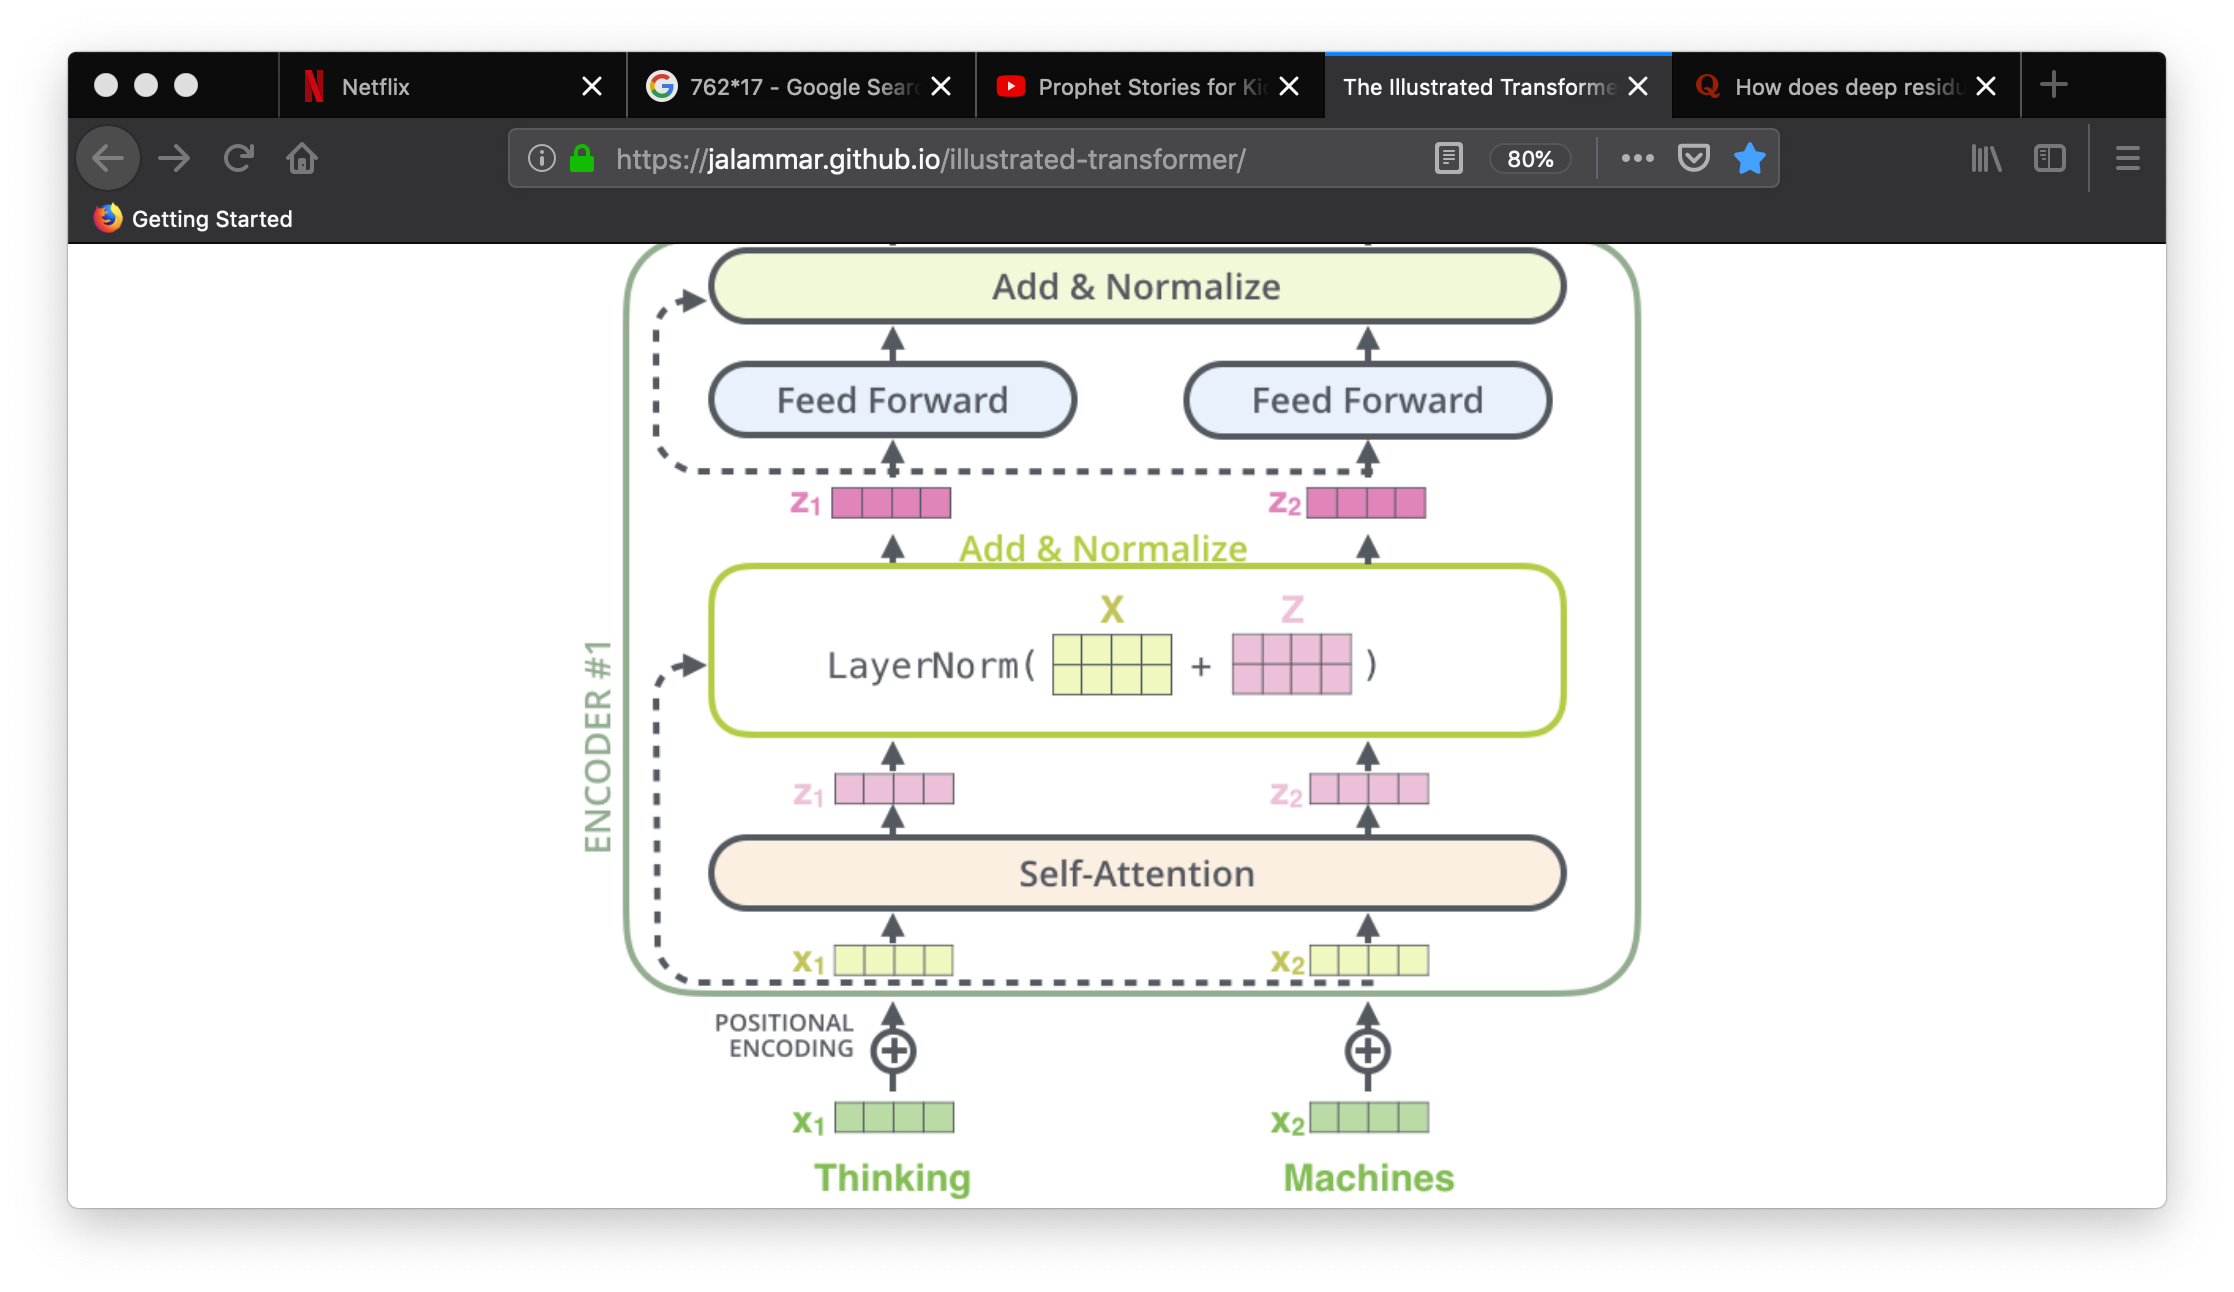 Netflix
762*17 - Google Sear
Prophet Stories for Ki
The Illustrated Transforme
How does deep resid
https://jalammar.github.io/illustrated-transformer/
80%
Getting Started
Add & Normalize
Feed Forward
Feed Forward
z1
z2
Add & Normalize
X
Z
LayerNorm(
+
)
ENCODER #1
z1
z2
Self-Attention
x1
x2
POSITIONAL
ENCODING
x1
x2
Thinking
Machines